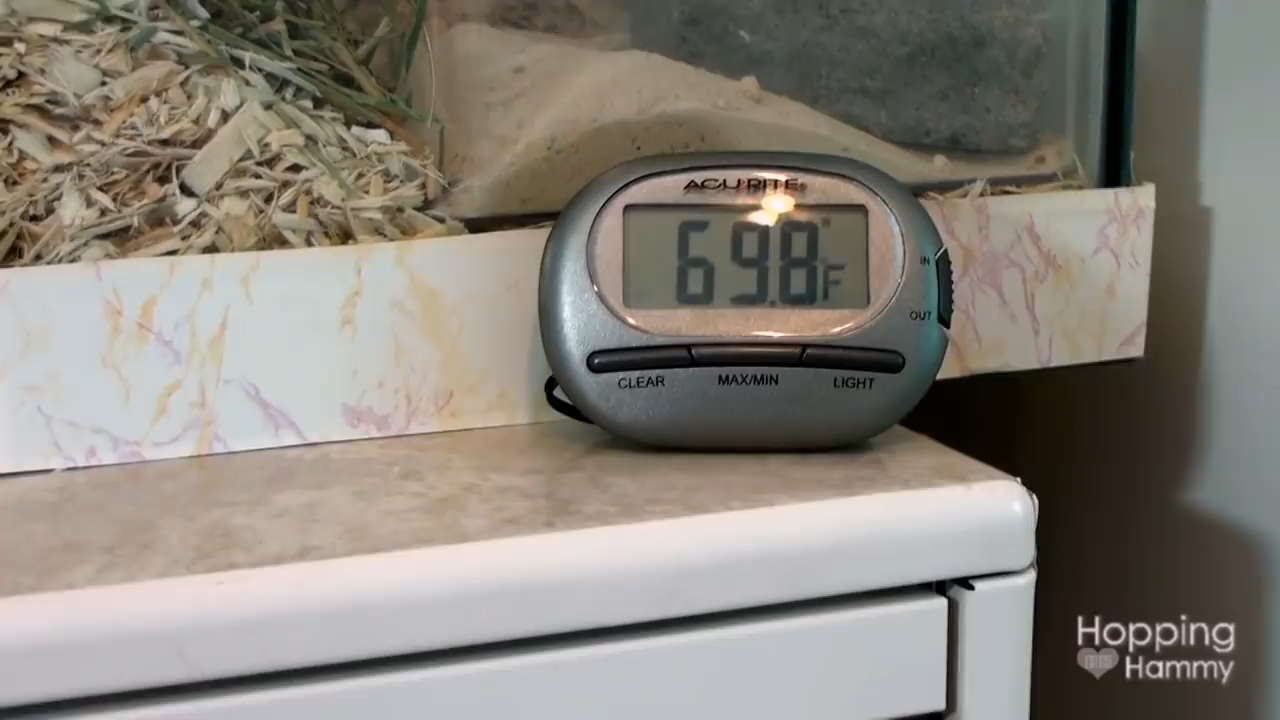 ACURITE
69.8°F
IN
OUT
CLEAR MAX/MIN LIGHT
Hopping
Hammy